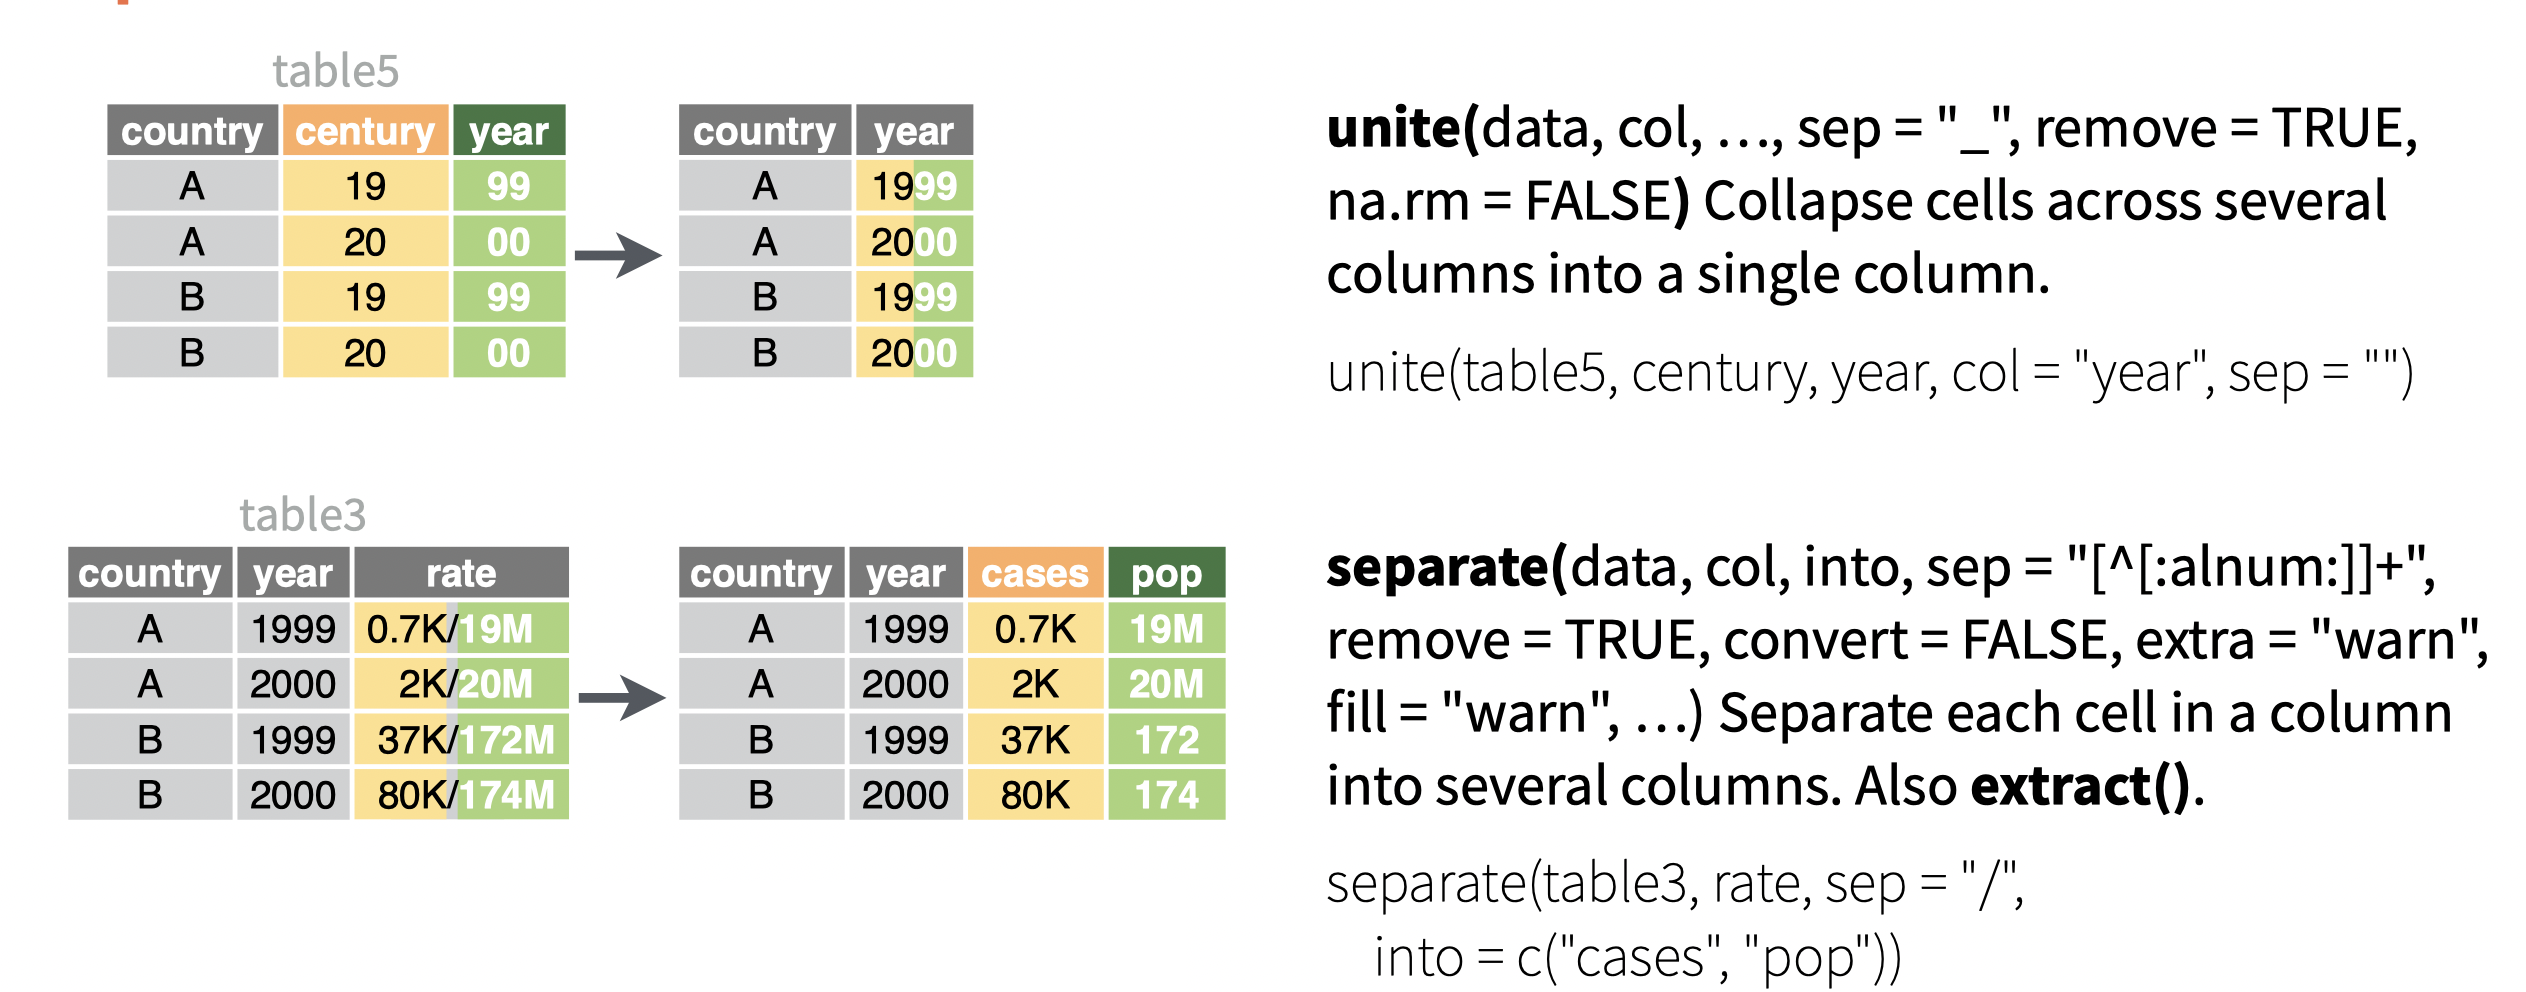 table5
country century year
A 19 99
A 20 00
B 19 99
B 20 00
country year
A 1999
A 2000
B 1999
B 2000
unite(data, col, …, sep = "_", remove = TRUE,
na.rm = FALSE) Collapse cells across several
columns into a single column.
unite(table5, century, year, col = "year", sep = "")
table3
country year rate
A 1999 0.7K/19M
A 2000 2K/20M
B 1999 37K/172M
B 2000 80K/174M
country year cases pop
A 1999 0.7K 19M
A 2000 2K 20M
B 1999 37K 172
B 2000 80K 174
separate(data, col, into, sep = "[^[:alnum:]]+",
remove = TRUE, convert = FALSE, extra = "warn",
fill = "warn", …) Separate each cell in a column
into several columns. Also extract().
separate(table3, rate, sep = "/",
into = c("cases", "pop"))